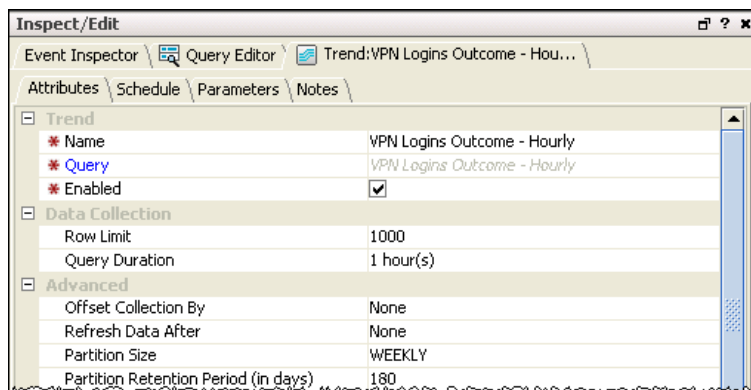 Inspect/Edit
Event Inspector Query Editor Trend:VPN Logins Outcome - Hou...
Attributes Schedule Parameters Notes
Trend
* Name VPN Logins Outcome - Hourly
* Query VPN Logins Outcome - Hourly
* Enabled
Data Collection
Row Limit 1000
Query Duration 1 hour(s)
Advanced
Offset Collection By None
Refresh Data After None
Partition Size WEEKLY
Partition Retention Period (in days) 180